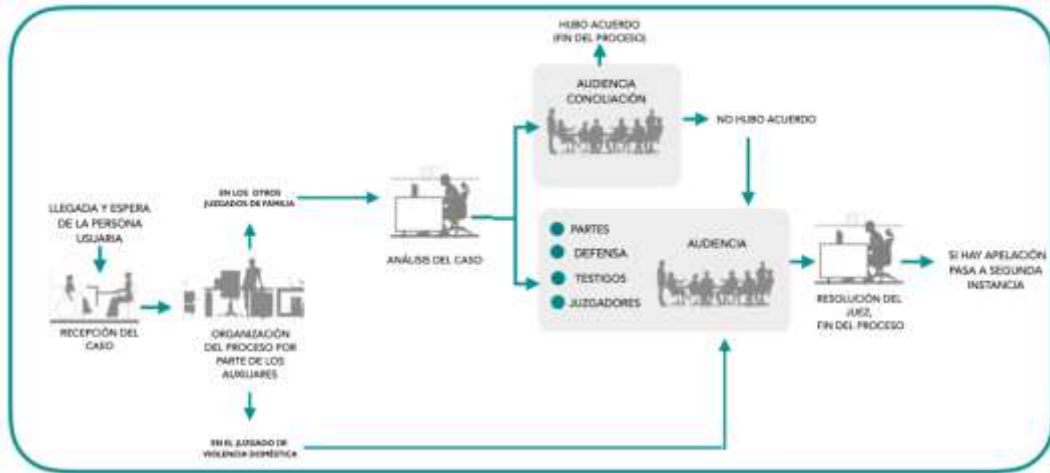 LLEGADA Y ESPERA
DE LA PERSONA
USUARIA
RECEPCIÓN DEL
CASO
ORGANIZACIÓN
DEL PROCESO POR
PARTE DE LOS
AUXILIARES
EN LOS OTROS
JUZGADOS DE FAMILIA
EN EL JUZGADO DE
VIOLENCIA DOMÉSTICA
ANÁLISIS DEL CASO
HUBO ACUERDO
(FIN DEL PROCESO)
AUDIENCIA
CONCILIACIÓN
NO HUBO ACUERDO
PARTES
DEFENSA
TESTIGOS
JUZGADORES
AUDIENCIA
RESOLUCIÓN DEL
JUEZ,
FIN DEL PROCESO
SI HAY APELACIÓN
PASA A SEGUNDA
INSTANCIA